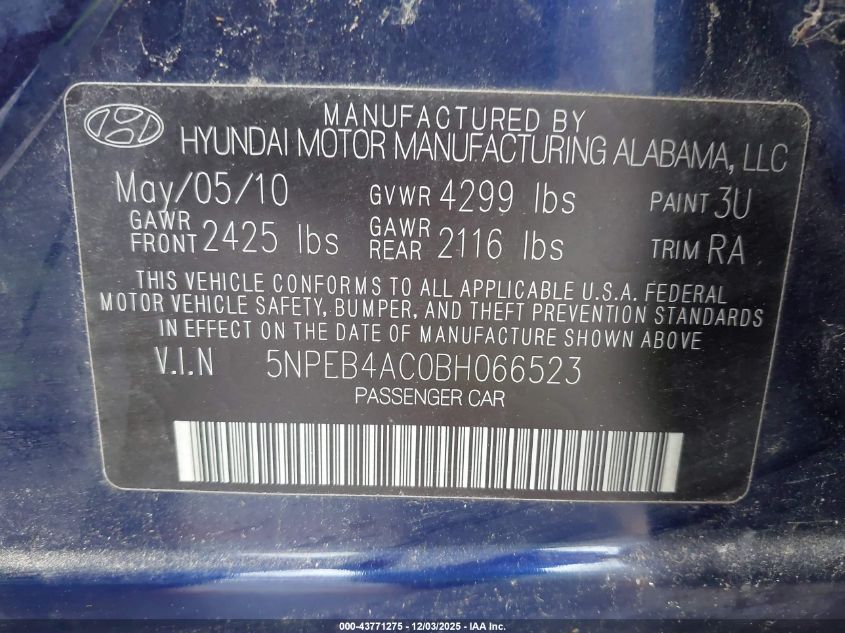 MANUFACTURED BY
HYUNDAI MOTOR MANUFACTURING ALABAMA, LLC
May/05/10 GVWR 4299 lbs PAINT 3U
GAWR FRONT 2425 lbs GAWR REAR 2116 lbs TRIM RA
THIS VEHICLE CONFORMS TO ALL APPLICABLE U.S.A. FEDERAL
MOTOR VEHICLE SAFETY, BUMPER, AND THEFT PREVENTION STANDARDS
IN EFFECT ON THE DATE OF MANUFACTURE SHOWN ABOVE
V.I.N 5NPEB4AC0BH066523
PASSENGER CAR
000-43771275 - 12/03/2025 - IAA Inc.